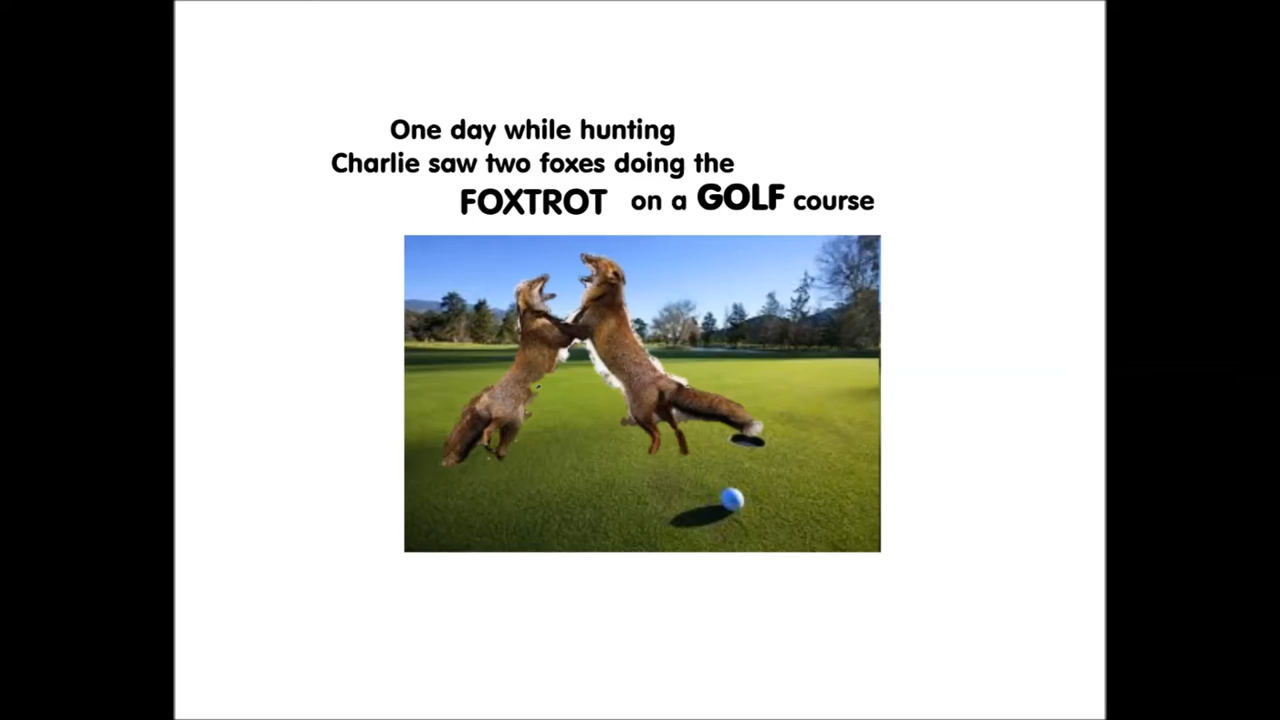 One day while hunting
Charlie saw two foxes doing the
FOXTROT on a GOLF course